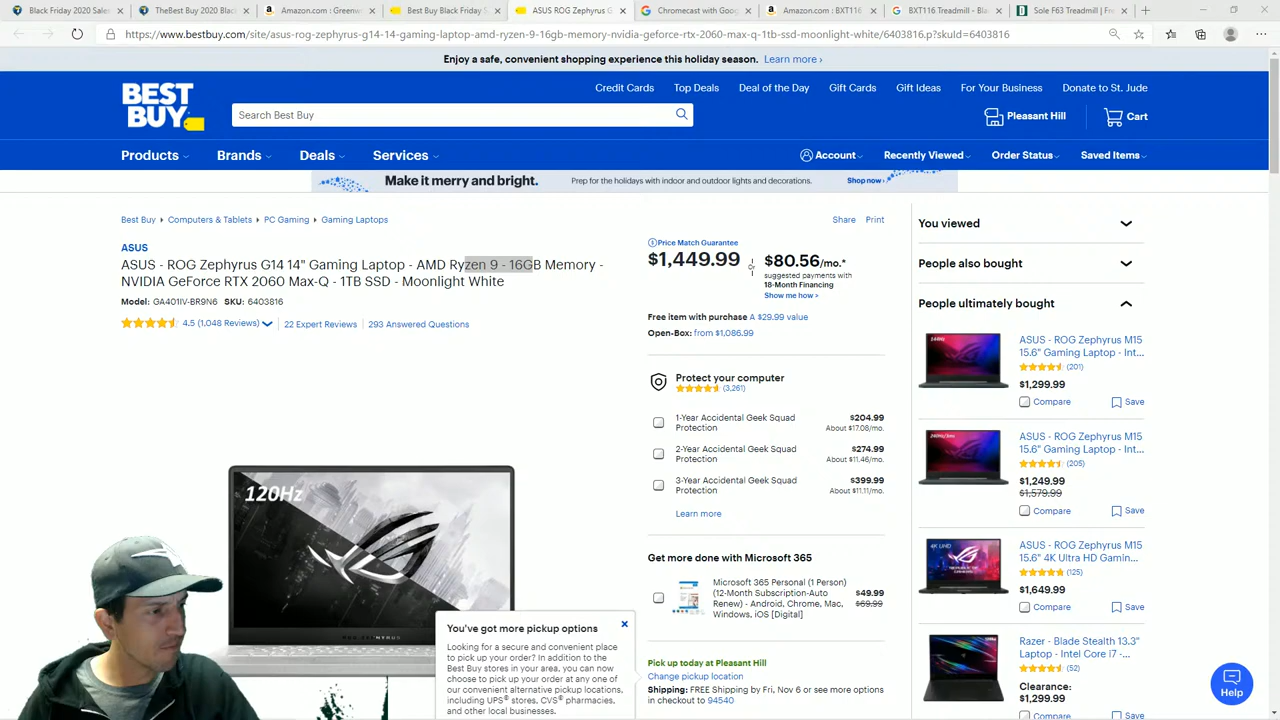 Black Friday 2020 Sales
TheBest Buy 2020 Black
Amazon.com : Greenw
Best Buy Black Friday S
ASUS ROG Zephyrus G
Chromecast with Goog
Amazon.com : BXT116
BXT116 Treadmill - Bla
Sole F63 Treadmill | Fre
https://www.bestbuy.com/site/asus-rog-zephyrus-g14-14-gaming-laptop-amd-ryzen-9-16gb-memory-nvidia-geforce-rtx-2060-max-q-1tb-ssd-moonlight-white/6403816.p?skuId=6403816
Enjoy a safe, convenient shopping experience this holiday season. Learn more ›
Credit Cards Top Deals Deal of the Day Gift Cards Gift Ideas For Your Business Donate to St. Jude
BEST
BUY
Search Best Buy
Pleasant Hill
Cart
Products Brands Deals Services
Account Recently Viewed Order Status Saved Items
Make it merry and bright. Prep for the holidays with indoor and outdoor lights and decorations. Shop now ›
Best Buy Computers & Tablets PC Gaming Gaming Laptops
Share Print
ASUS
ASUS - ROG Zephyrus G14 14" Gaming Laptop - AMD Ryzen 9 - 16GB Memory -
NVIDIA GeForce RTX 2060 Max-Q - 1TB SSD - Moonlight White
Model: GA401IV-BR9N6 SKU: 6403816
4.5 (1,048 Reviews) 22 Expert Reviews 293 Answered Questions
120Hz
Price Match Guarantee
$1,449.99
Or
$80.56/mo.*
suggested payments with
18-Month Financing
Show me how >
Free item with purchase A $29.99 value
Open-Box: from $1,086.99
Protect your computer
(3,261)
1-Year Accidental Geek Squad
Protection
$204.99
About $17.08/mo.
2-Year Accidental Geek Squad
Protection
$274.99
About $11.46/mo.
3-Year Accidental Geek Squad
Protection
$399.99
About $11.11/mo.
Learn more
Get more done with Microsoft 365
Microsoft 365 Personal (1 Person)
(12-Month Subscription-Auto
Renew) - Android, Chrome, Mac,
Windows, iOS [Digital]
$49.99
$69.99
Pick up today at Pleasant Hill
Change pickup location
Shipping: FREE Shipping by Fri, Nov 6 or see more options
in checkout to 94540
You've got more pickup options
Looking for a secure and convenient place
to pick up your order? In addition to the
Best Buy stores in your area, you can now
choose to pick up your order at any one of
our convenient alternative pickup locations,
including UPS® stores, CVS® pharmacies,
and other local businesses.
You viewed
People also bought
People ultimately bought
144Hz
ASUS - ROG Zephyrus M15
15.6" Gaming Laptop - Int...
(201)
$1,299.99
Compare Save
240Hz/3ms
ASUS - ROG Zephyrus M15
15.6" Gaming Laptop - Int...
(205)
$1,249.99
$1,579.99
Compare Save
4K UHD
ASUS - ROG Zephyrus M15
15.6" 4K Ultra HD Gamin...
(125)
$1,649.99
Compare Save
Razer - Blade Stealth 13.3"
Laptop - Intel Core i7 -...
(52)
Clearance:
$1,299.99
Compare Save
Help